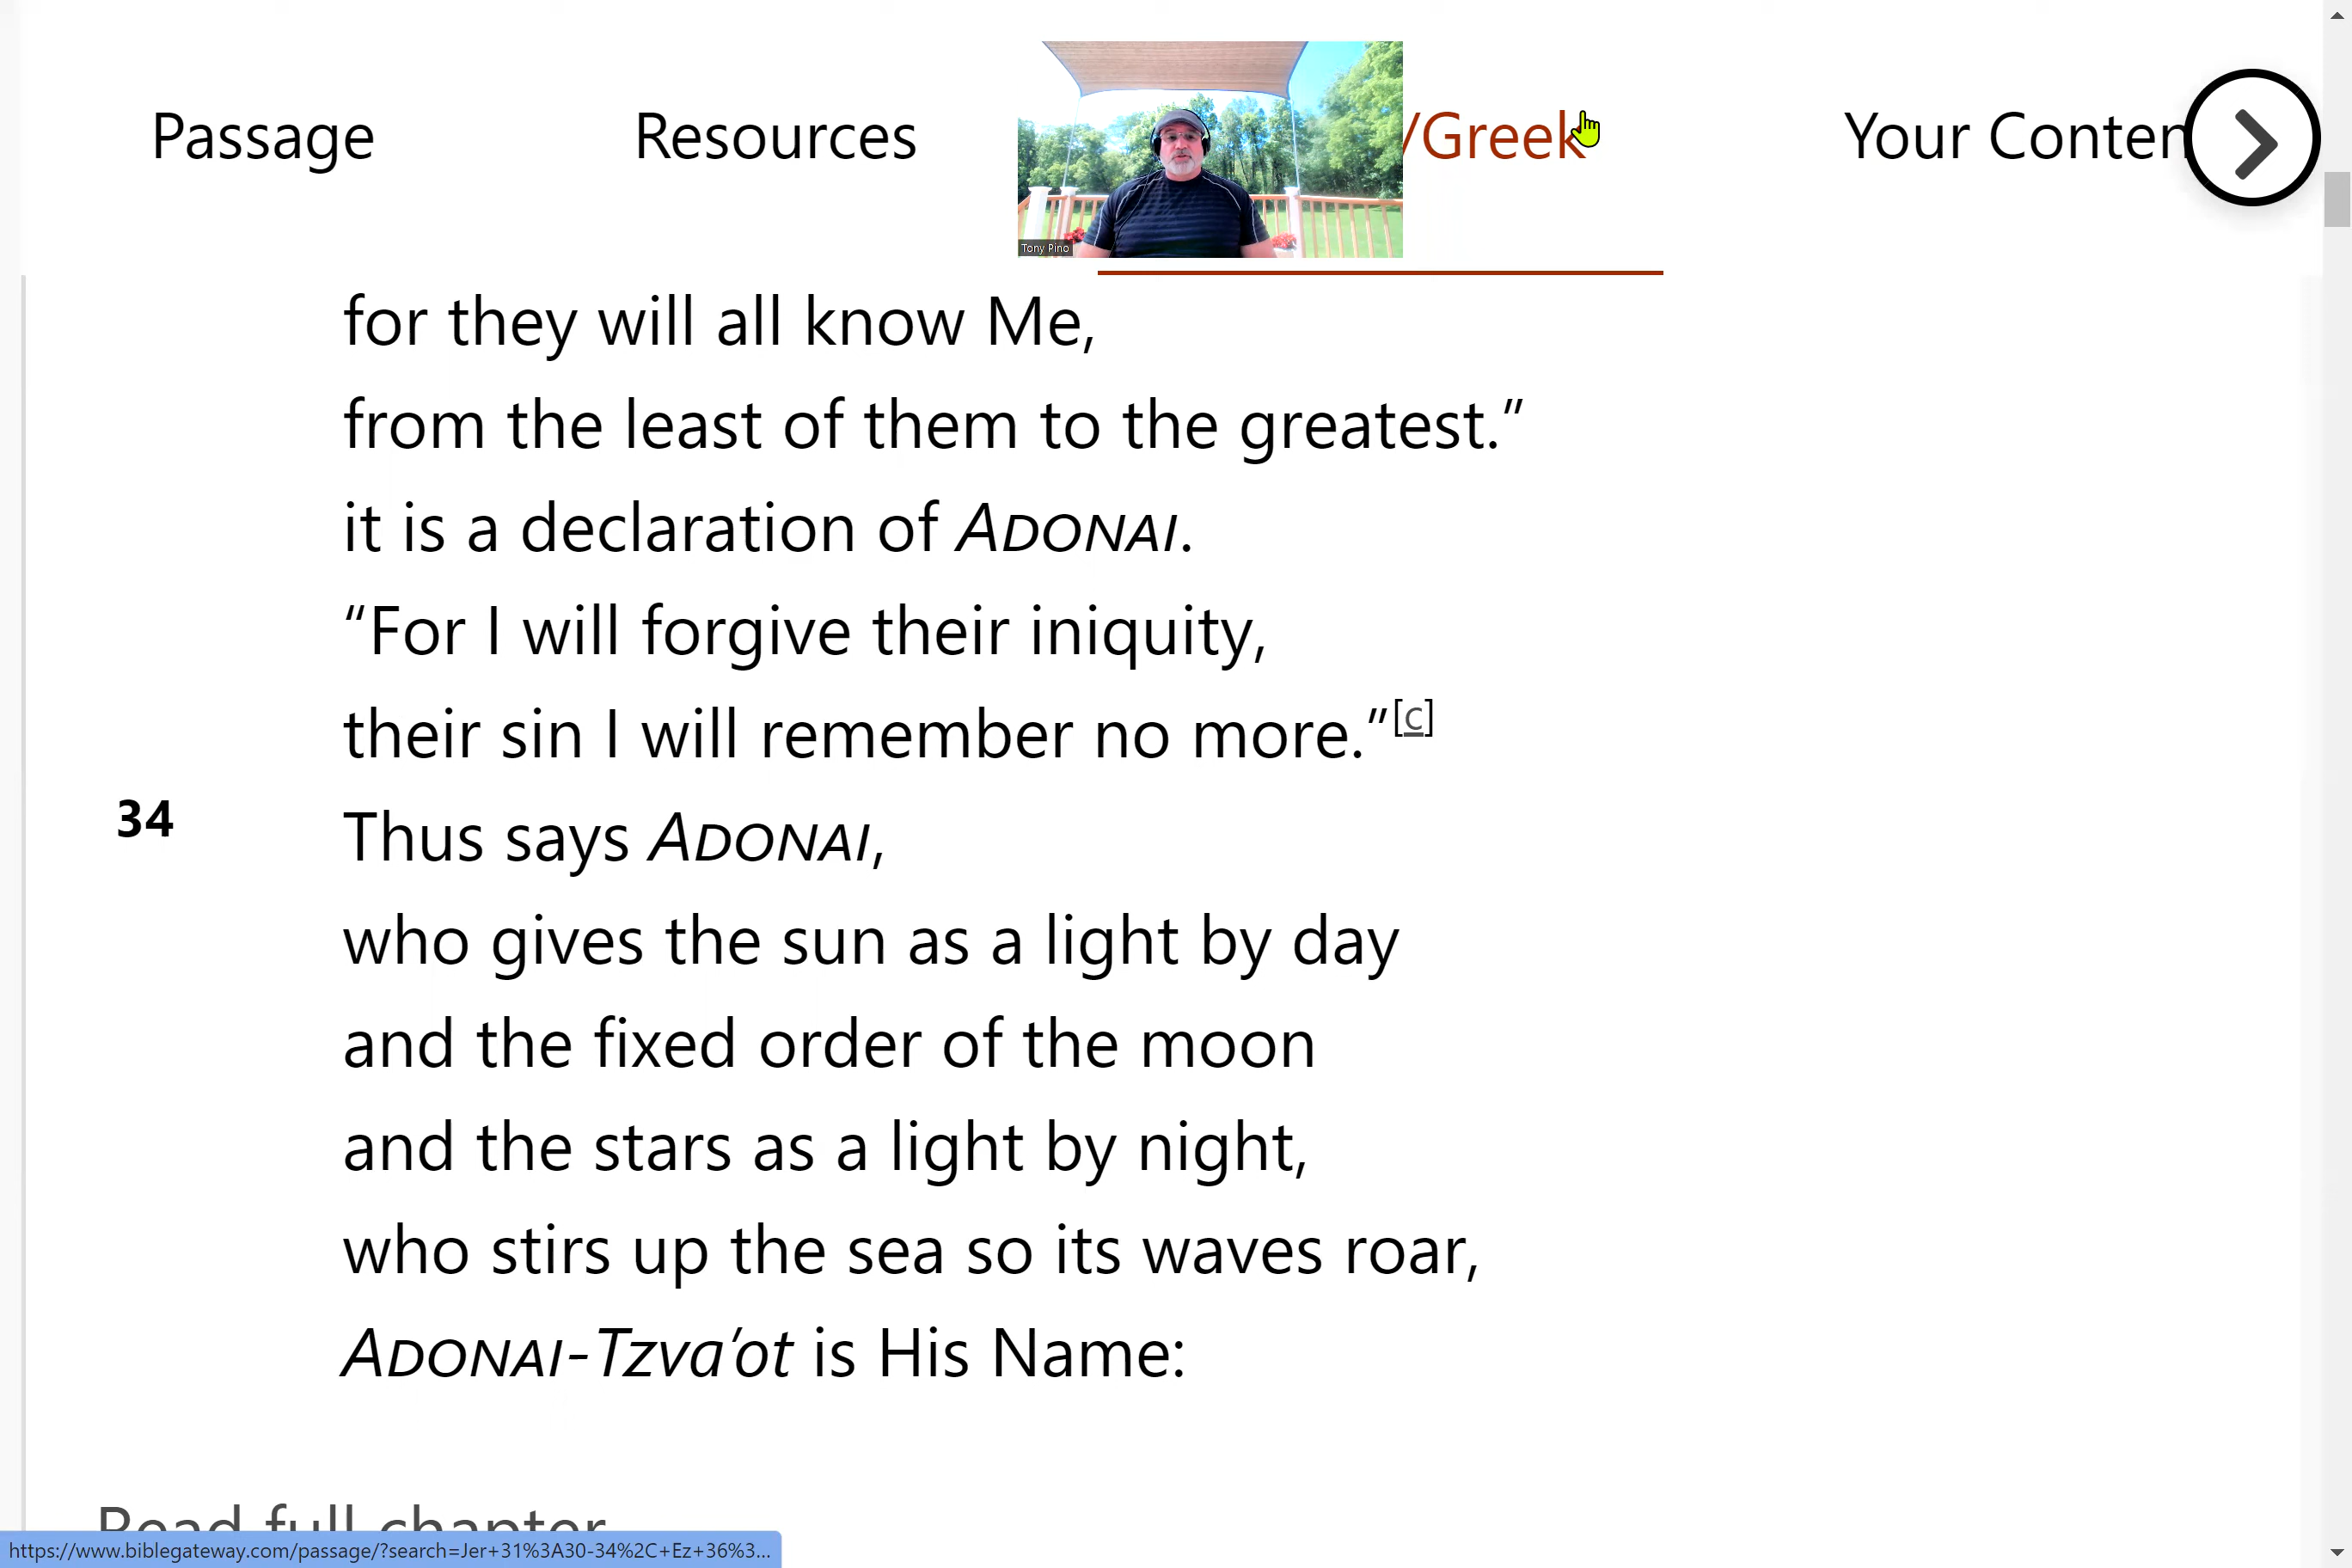 Passage Resources /Greek Your Conten
Tony Pino
for they will all know Me,
from the least of them to the greatest.”
it is a declaration of ADONAI.
“For I will forgive their iniquity,
their sin I will remember no more.”[c]
34 Thus says ADONAI,
who gives the sun as a light by day
and the fixed order of the moon
and the stars as a light by night,
who stirs up the sea so its waves roar,
ADONAI-Tzva’ot is His Name:
Read full chapter
https://www.biblegateway.com/passage/?search=Jer+31%3A30-34%2C+Ez+36%3...